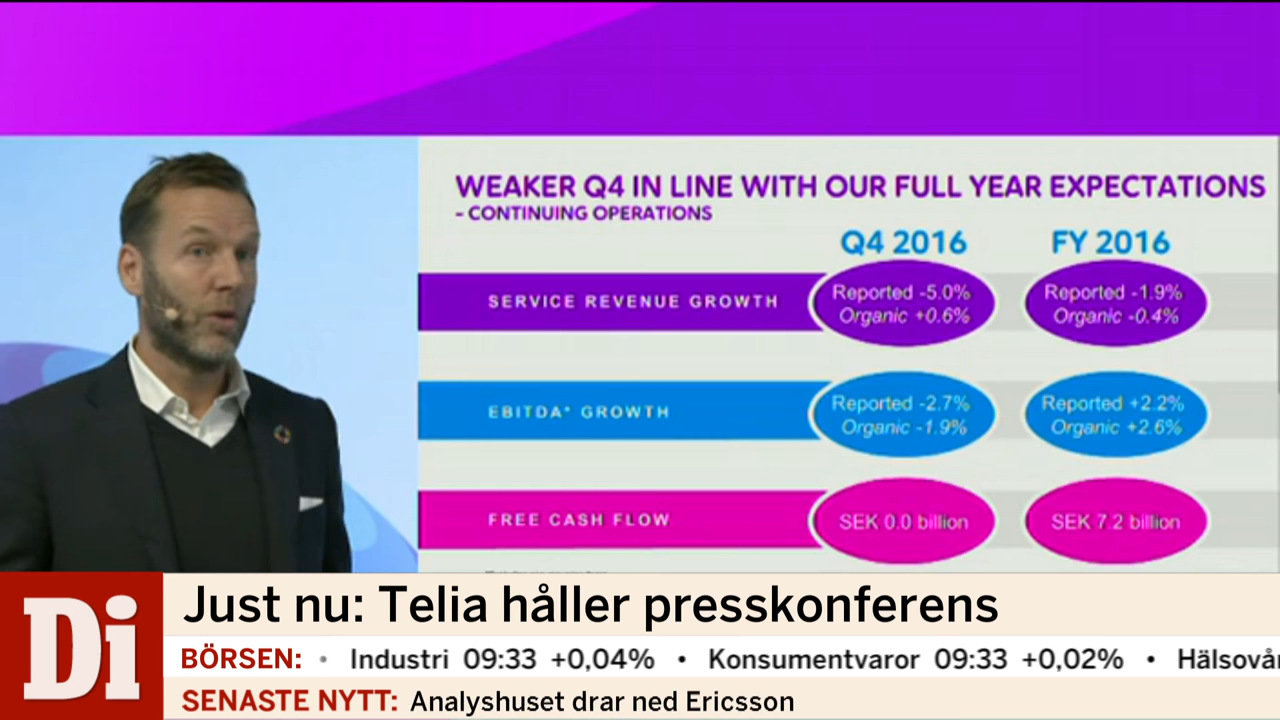 WEAKER Q4 IN LINE WITH OUR FULL YEAR EXPECTATIONS
- CONTINUING OPERATIONS
Q4 2016 FY 2016
SERVICE REVENUE GROWTH
Reported -5.0%
Organic +0.6%
Reported -1.9%
Organic -0.4%
EBITDA* GROWTH
Reported -2.7%
Organic -1.9%
Reported +2.2%
Organic +2.6%
FREE CASH FLOW
SEK 0.0 billion
SEK 7.2 billion
Di
Just nu: Telia håller presskonferens
BÖRSEN: • Industri 09:33 +0,04% • Konsumentvaror 09:33 +0,02% •
SENASTE NYTT: Analyshuset drar ned Ericsson